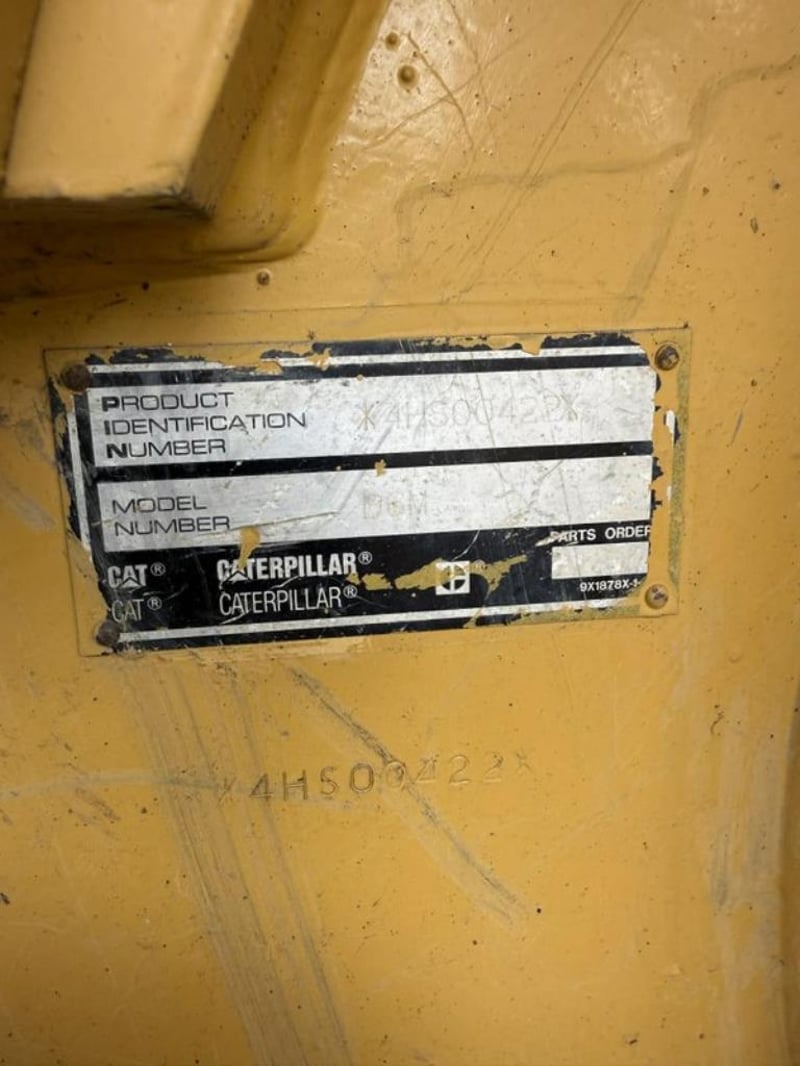 PRODUCT
IDENTIFICATION
NUMBER
*4HS00422*
MODEL
NUMBER
D6M
PARTS ORDER
CAT® CATERPILLAR®
CAT® CATERPILLAR®
9X1878X-1
*4HS00422*